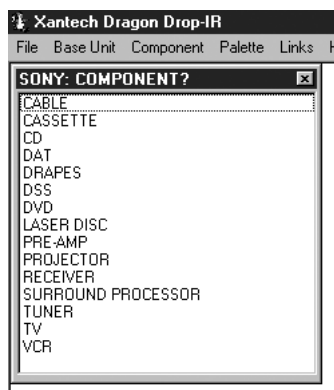 Xantech Dragon Drop-IR
File Base Unit Component Palette Links
SONY: COMPONENT?
CABLE
CASSETTE
CD
DAT
DRAPES
DSS
DVD
LASER DISC
PRE-AMP
PROJECTOR
RECEIVER
SURROUND PROCESSOR
TUNER
TV
VCR